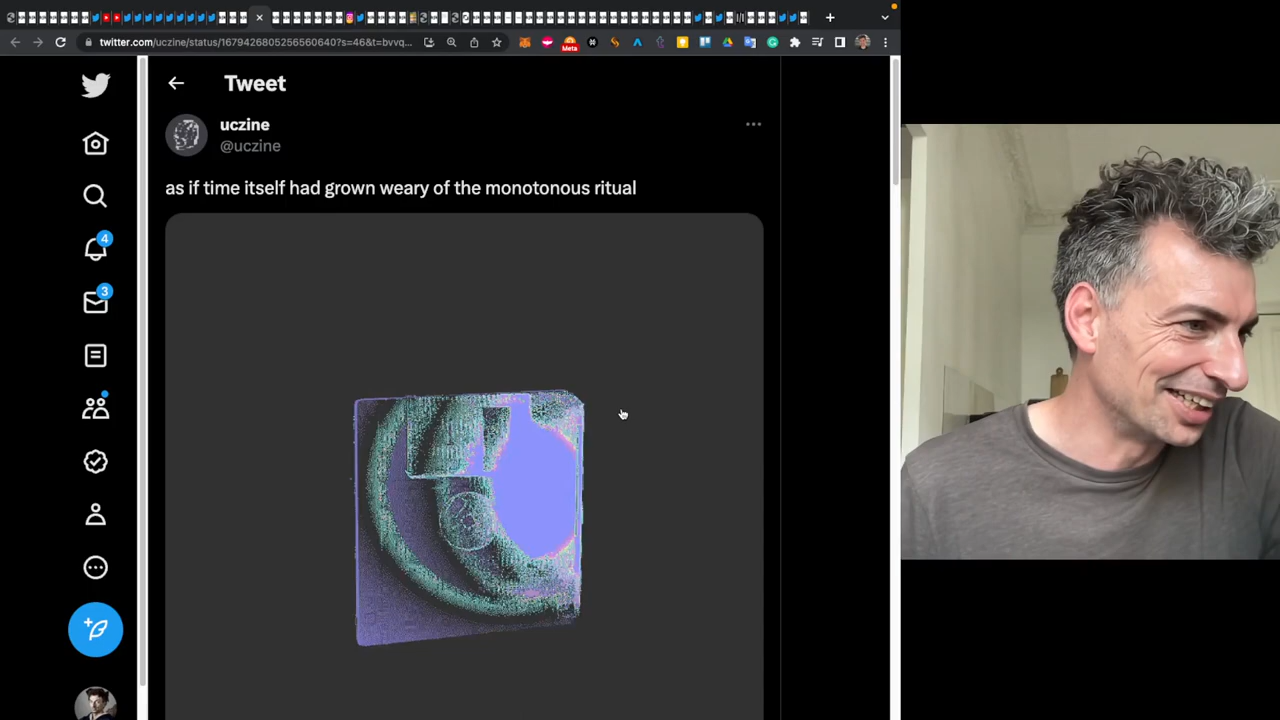 twitter.com/uczine/status/1679426805256560640?s=46&t=bvvq...
Meta
Tweet
uczine
@uczine
as if time itself had grown weary of the monotonous ritual
4
3